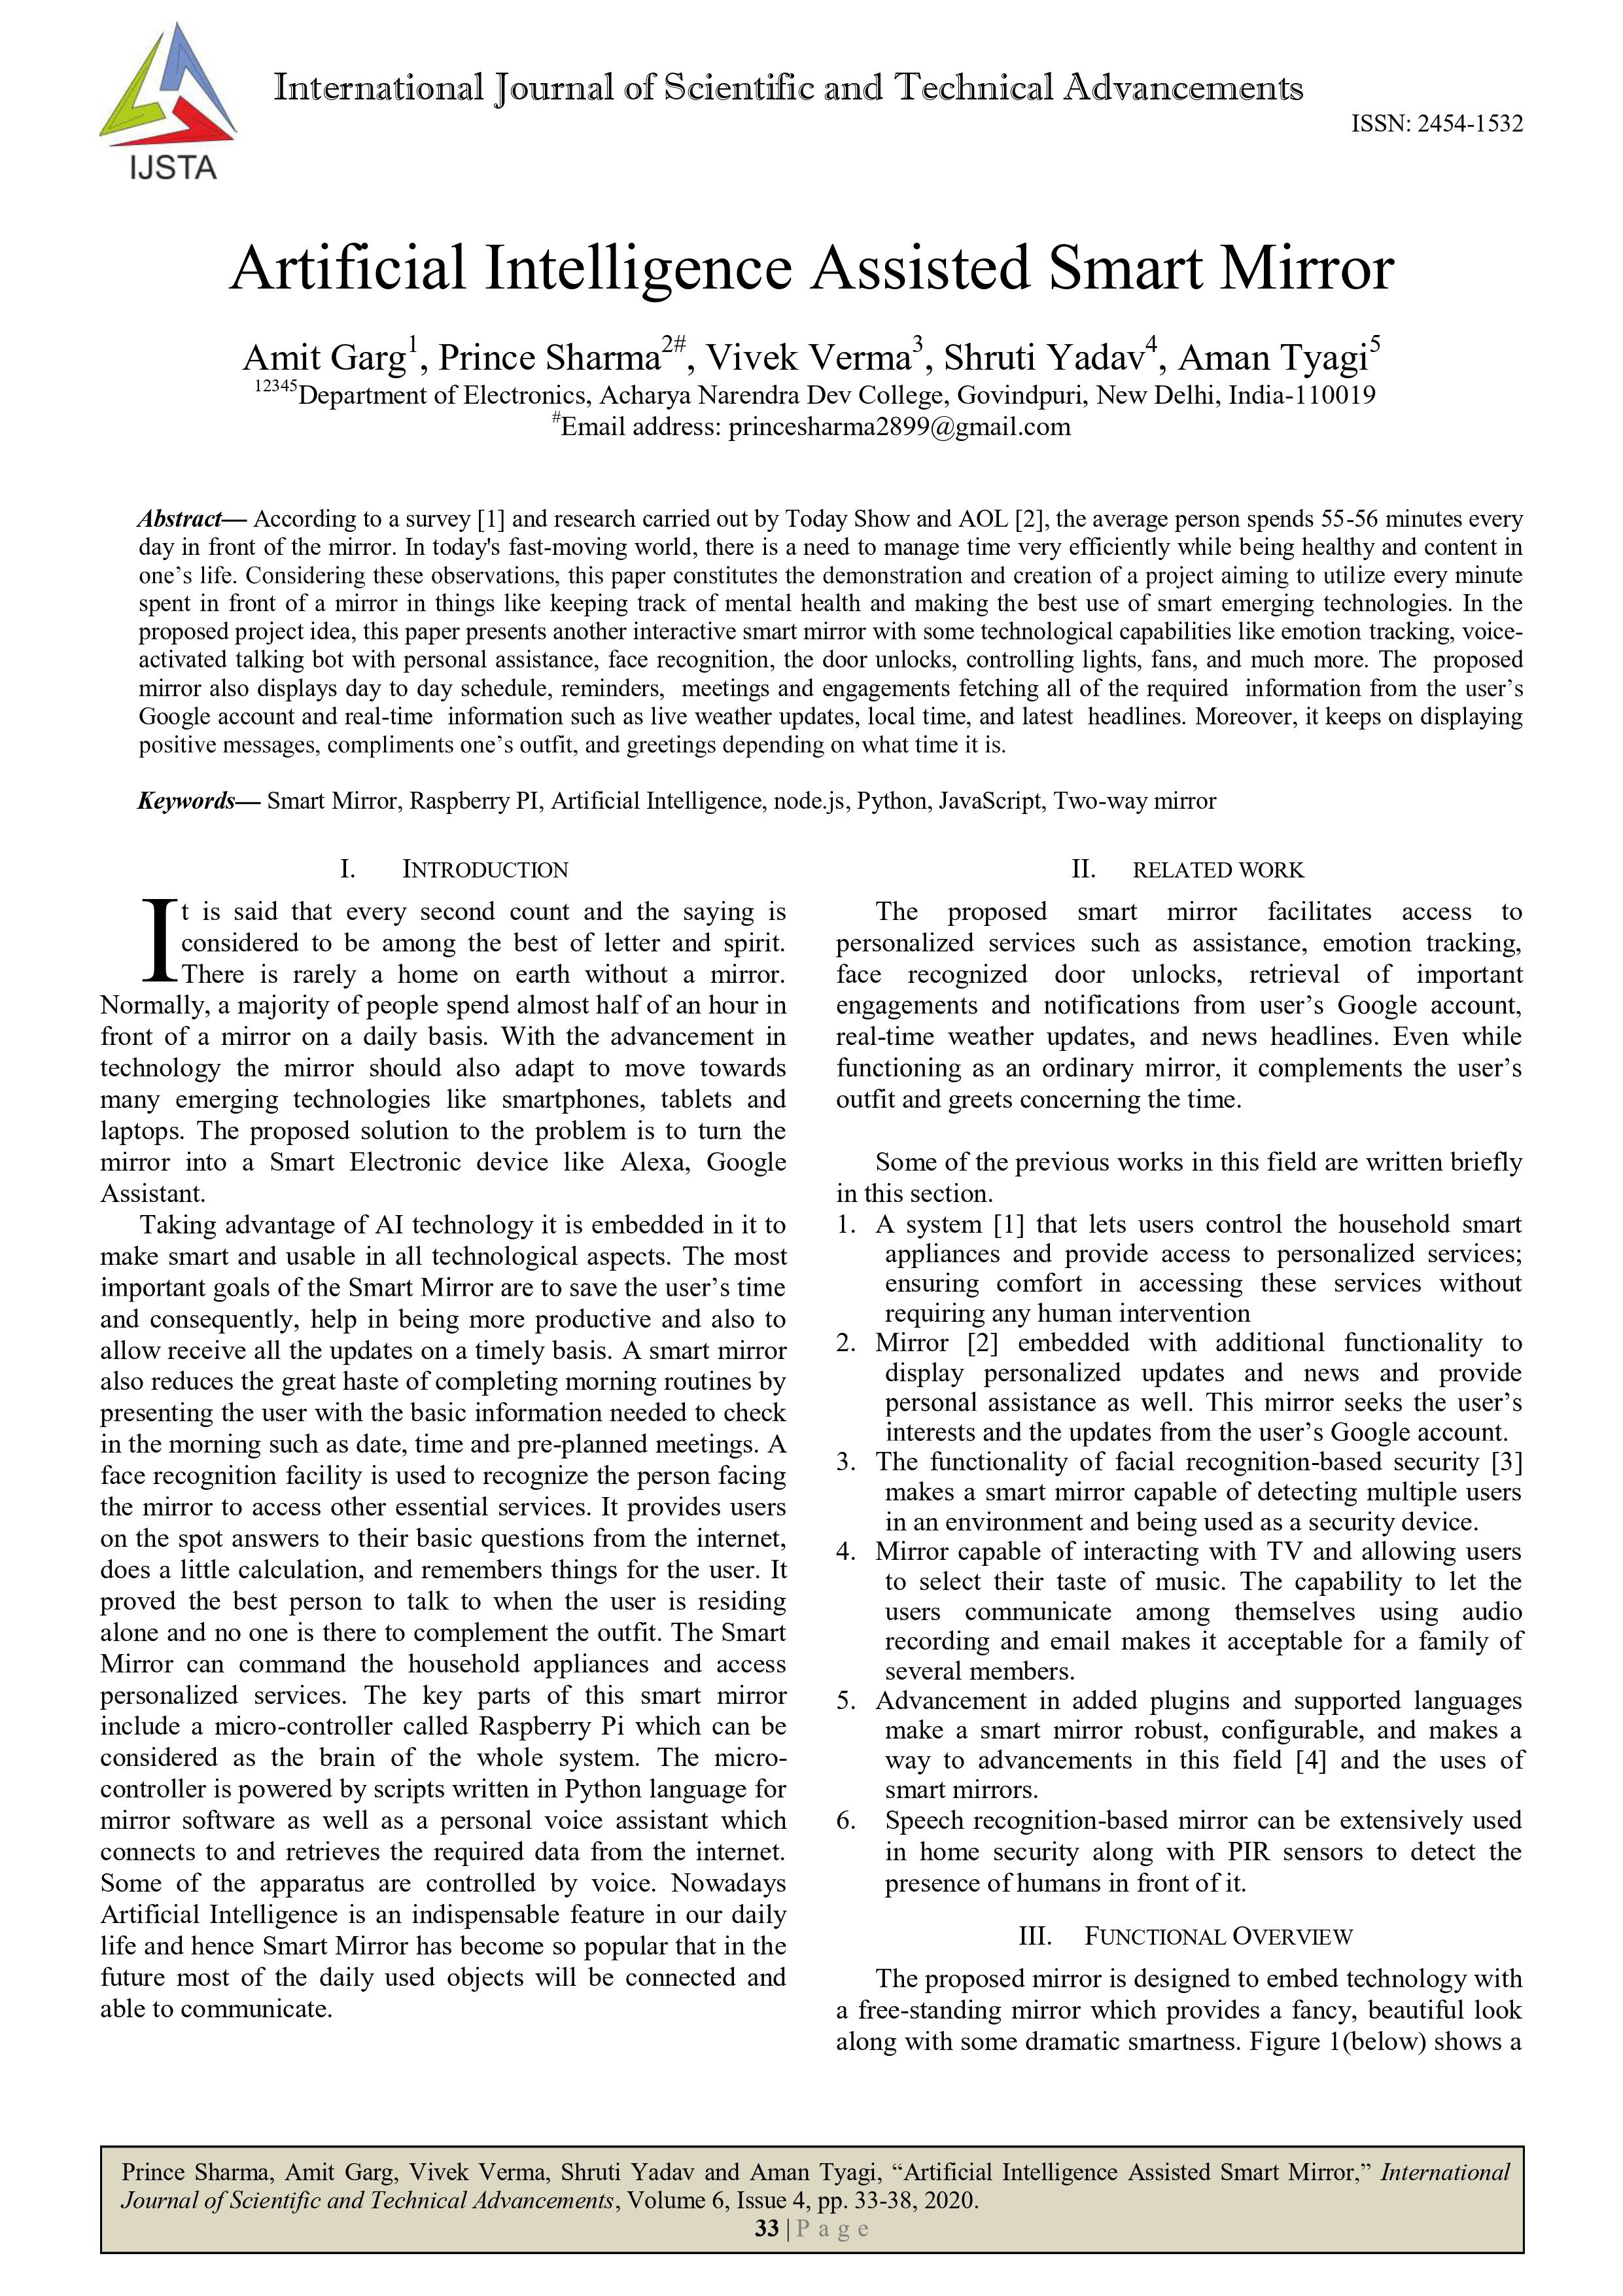 International Journal of Scientific and Technical Advancements
ISSN: 2454-1532
IJSTA
Artificial Intelligence Assisted Smart Mirror
Amit Garg1, Prince Sharma2#, Vivek Verma3, Shruti Yadav4, Aman Tyagi5
12345Department of Electronics, Acharya Narendra Dev College, Govindpuri, New Delhi, India-110019
#Email address: princesharma2899@gmail.com
Abstract— According to a survey [1] and research carried out by Today Show and AOL [2], the average person spends 55-56 minutes every
day in front of the mirror. In today's fast-moving world, there is a need to manage time very efficiently while being healthy and content in
one’s life. Considering these observations, this paper constitutes the demonstration and creation of a project aiming to utilize every minute
spent in front of a mirror in things like keeping track of mental health and making the best use of smart emerging technologies. In the
proposed project idea, this paper presents another interactive smart mirror with some technological capabilities like emotion tracking, voice-
activated talking bot with personal assistance, face recognition, the door unlocks, controlling lights, fans, and much more. The proposed
mirror also displays day to day schedule, reminders, meetings and engagements fetching all of the required information from the user’s
Google account and real-time information such as live weather updates, local time, and latest headlines. Moreover, it keeps on displaying
positive messages, compliments one’s outfit, and greetings depending on what time it is.
Keywords— Smart Mirror, Raspberry PI, Artificial Intelligence, node.js, Python, JavaScript, Two-way mirror
I. INTRODUCTION
It is said that every second count and the saying is
considered to be among the best of letter and spirit.
There is rarely a home on earth without a mirror.
Normally, a majority of people spend almost half of an hour in
front of a mirror on a daily basis. With the advancement in
technology the mirror should also adapt to move towards
many emerging technologies like smartphones, tablets and
laptops. The proposed solution to the problem is to turn the
mirror into a Smart Electronic device like Alexa, Google
Assistant.
Taking advantage of AI technology it is embedded in it to
make smart and usable in all technological aspects. The most
important goals of the Smart Mirror are to save the user’s time
and consequently, help in being more productive and also to
allow receive all the updates on a timely basis. A smart mirror
also reduces the great haste of completing morning routines by
presenting the user with the basic information needed to check
in the morning such as date, time and pre-planned meetings. A
face recognition facility is used to recognize the person facing
the mirror to access other essential services. It provides users
on the spot answers to their basic questions from the internet,
does a little calculation, and remembers things for the user. It
proved the best person to talk to when the user is residing
alone and no one is there to complement the outfit. The Smart
Mirror can command the household appliances and access
personalized services. The key parts of this smart mirror
include a micro-controller called Raspberry Pi which can be
considered as the brain of the whole system. The micro-
controller is powered by scripts written in Python language for
mirror software as well as a personal voice assistant which
connects to and retrieves the required data from the internet.
Some of the apparatus are controlled by voice. Nowadays
Artificial Intelligence is an indispensable feature in our daily
life and hence Smart Mirror has become so popular that in the
future most of the daily used objects will be connected and
able to communicate.
II. RELATED WORK
The proposed smart mirror facilitates access to
personalized services such as assistance, emotion tracking,
face recognized door unlocks, retrieval of important
engagements and notifications from user’s Google account,
real-time weather updates, and news headlines. Even while
functioning as an ordinary mirror, it complements the user’s
outfit and greets concerning the time.
Some of the previous works in this field are written briefly
in this section.
1. A system [1] that lets users control the household smart
appliances and provide access to personalized services;
ensuring comfort in accessing these services without
requiring any human intervention
2. Mirror [2] embedded with additional functionality to
display personalized updates and news and provide
personal assistance as well. This mirror seeks the user’s
interests and the updates from the user’s Google account.
3. The functionality of facial recognition-based security [3]
makes a smart mirror capable of detecting multiple users
in an environment and being used as a security device.
4. Mirror capable of interacting with TV and allowing users
to select their taste of music. The capability to let the
users communicate among themselves using audio
recording and email makes it acceptable for a family of
several members.
5. Advancement in added plugins and supported languages
make a smart mirror robust, configurable, and makes a
way to advancements in this field [4] and the uses of
smart mirrors.
6. Speech recognition-based mirror can be extensively used
in home security along with PIR sensors to detect the
presence of humans in front of it.
III. FUNCTIONAL OVERVIEW
The proposed mirror is designed to embed technology with
a free-standing mirror which provides a fancy, beautiful look
along with some dramatic smartness. Figure 1(below) shows a
Prince Sharma, Amit Garg, Vivek Verma, Shruti Yadav and Aman Tyagi, “Artificial Intelligence Assisted Smart Mirror,” International
Journal of Scientific and Technical Advancements, Volume 6, Issue 4, pp. 33-38, 2020.
33 | Page